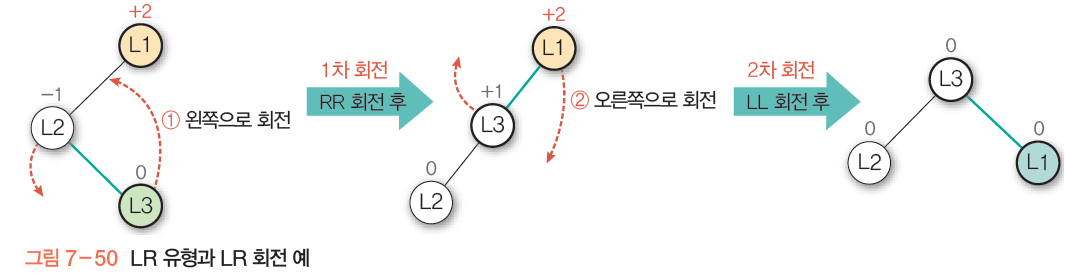 +2
L1
-1
L2
① 왼쪽으로 회전
0
L3
1차 회전
RR 회전 후
+2
L1
+1
L3
② 오른쪽으로 회전
0
L2
2차 회전
LL 회전 후
0
L3
0
L2
0
L1
그림 7-50 LR 유형과 LR 회전 예